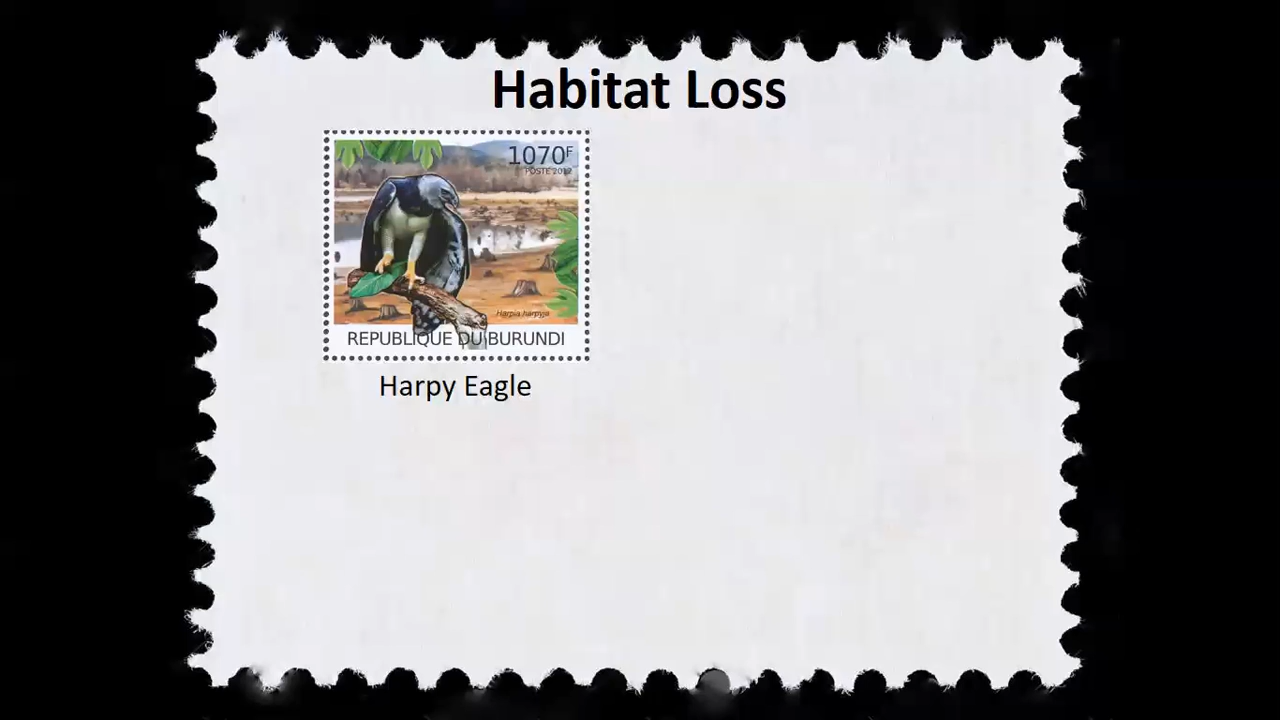 Habitat Loss
1070F
POSTE 2012
Harpia harpyja
REPUBLIQUE DU BURUNDI
Harpy Eagle